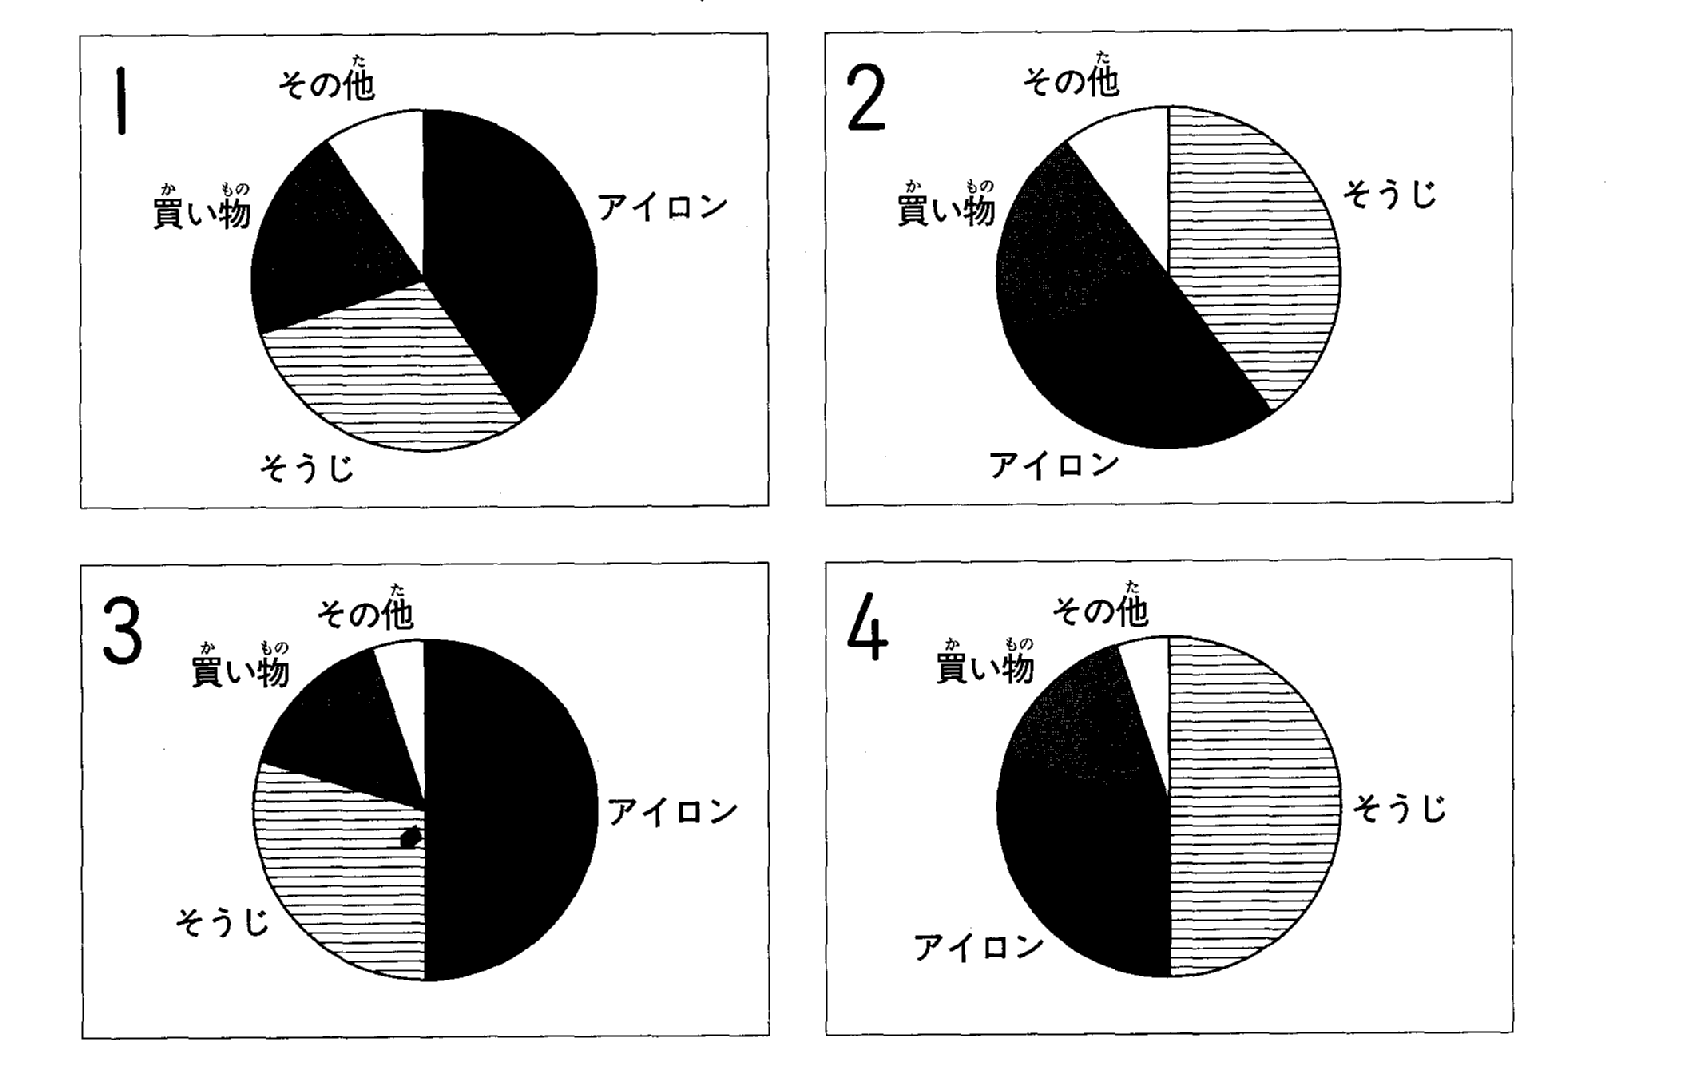 1
その他
買い物
アイロン
そうじ
2
その他
買い物
そうじ
アイロン
3
その他
買い物
アイロン
そうじ
4
その他
買い物
そうじ
アイロン